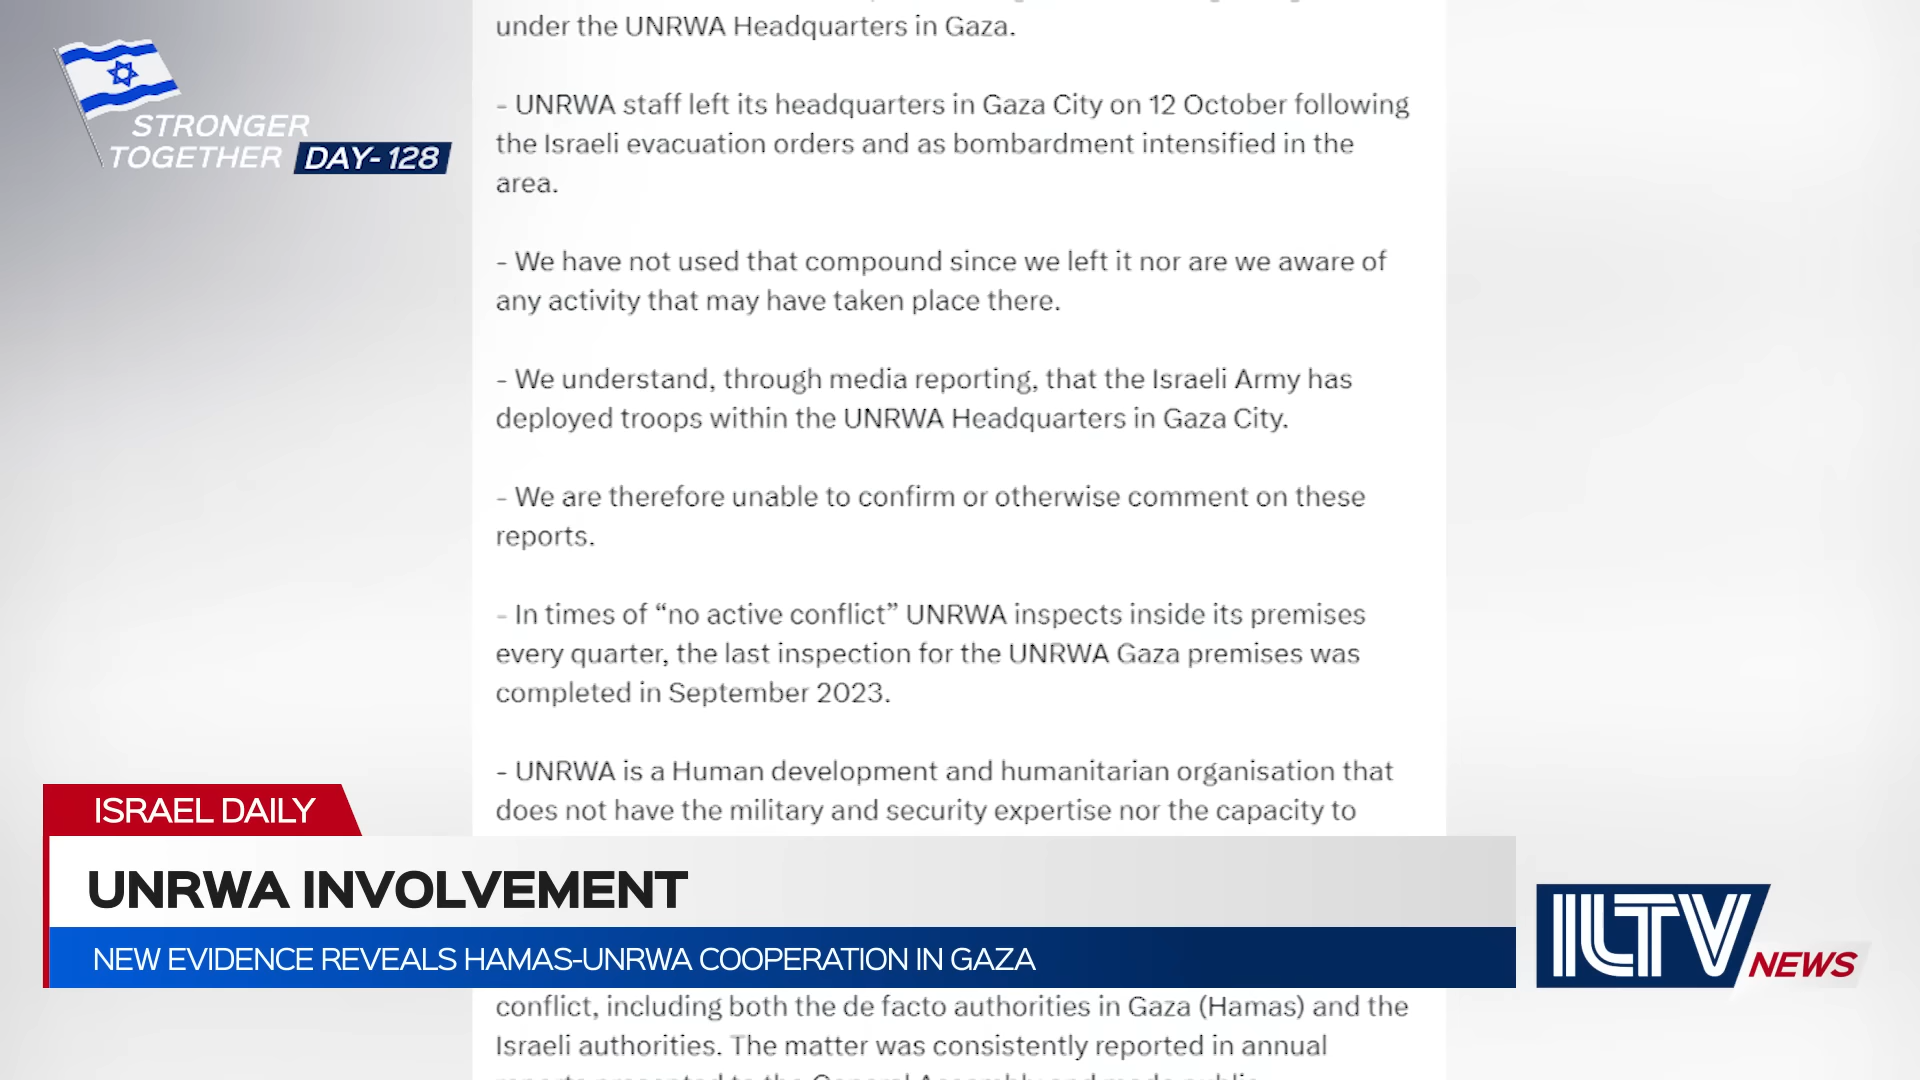 under the UNRWA Headquarters in Gaza.
STRONGER
TOGETHER DAY- 128
- UNRWA staff left its headquarters in Gaza City on 12 October following
the Israeli evacuation orders and as bombardment intensified in the
area.
- We have not used that compound since we left it nor are we aware of
any activity that may have taken place there.
- We understand, through media reporting, that the Israeli Army has
deployed troops within the UNRWA Headquarters in Gaza City.
- We are therefore unable to confirm or otherwise comment on these
reports.
- In times of “no active conflict” UNRWA inspects inside its premises
every quarter, the last inspection for the UNRWA Gaza premises was
completed in September 2023.
- UNRWA is a Human development and humanitarian organisation that
does not have the military and security expertise nor the capacity to
ISRAEL DAILY
UNRWA INVOLVEMENT
NEW EVIDENCE REVEALS HAMAS-UNRWA COOPERATION IN GAZA
ILTV NEWS
conflict, including both the de facto authorities in Gaza (Hamas) and the
Israeli authorities. The matter was consistently reported in annual